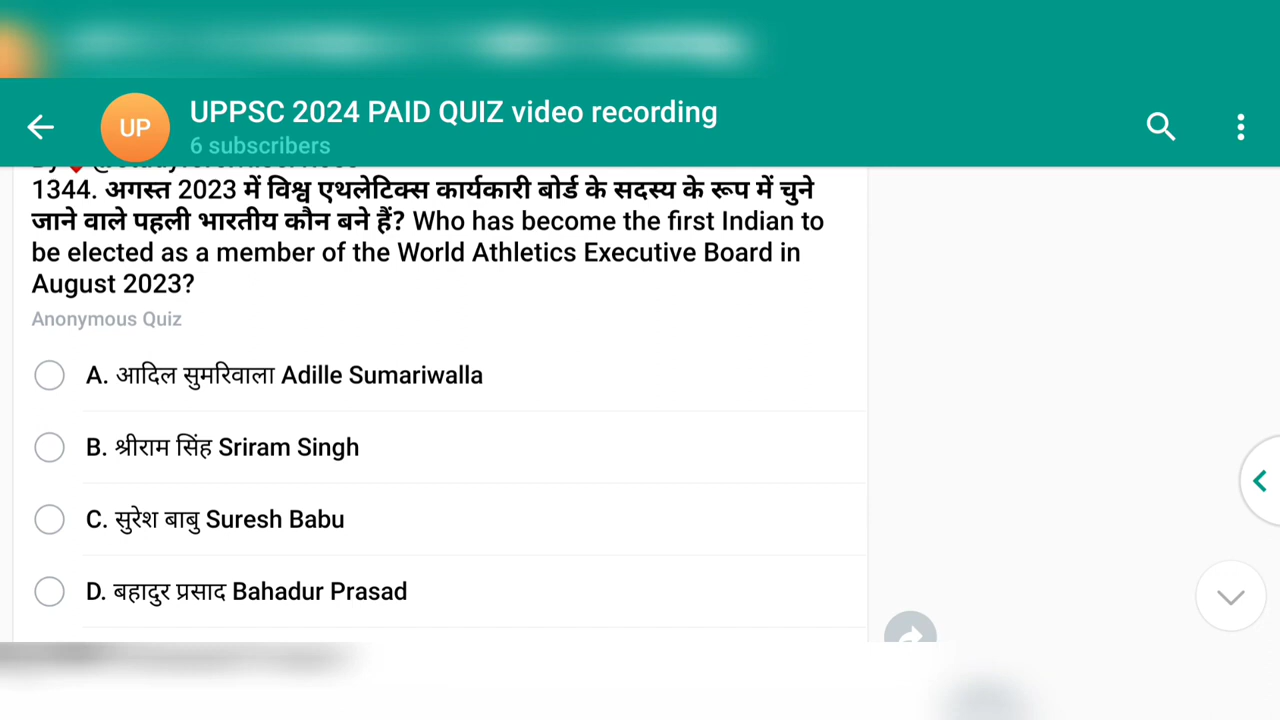 UPPSC 2024 PAID QUIZ video recording
UP
6 subscribers
1344. अगस्त 2023 में विश्व एथलेटिक्स कार्यकारी बोर्ड के सदस्य के रूप में चुने
जाने वाले पहली भारतीय कौन बने हैं? Who has become the first Indian to
be elected as a member of the World Athletics Executive Board in
August 2023?
Anonymous Quiz
A. आदिल सुमरिवाला Adille Sumariwalla
B. श्रीराम सिंह Sriram Singh
C. सुरेश बाबु Suresh Babu
D. बहादुर प्रसाद Bahadur Prasad